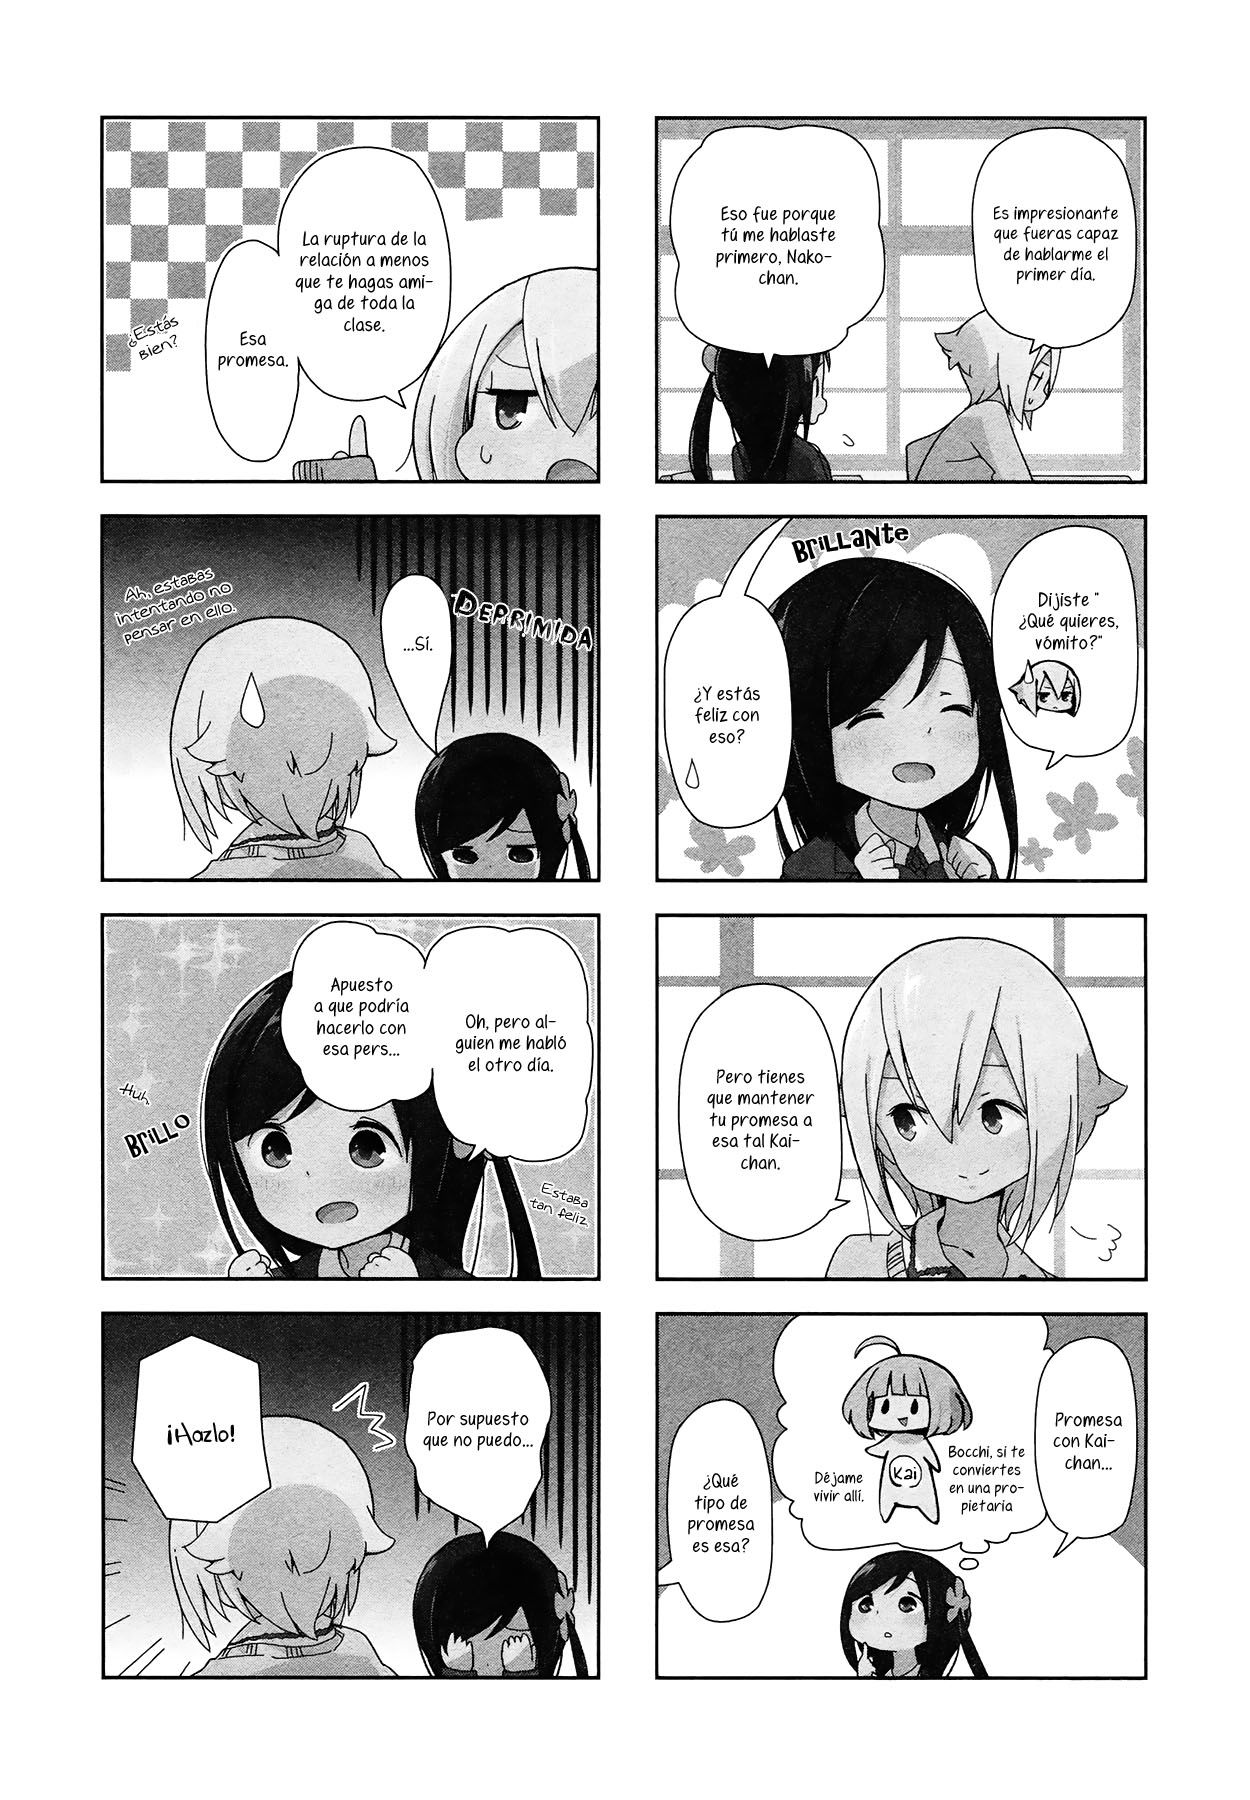 Es impresionante
que fueras capaz
de hablarme el
primer día.
Eso fue porque
tú me hablaste
primero, Nako-
chan.
BRILLANTE
Dijiste "
¿Qué quieres,
vómito?"
¿Y estás
feliz con
eso?
Pero tienes
que mantener
tu promesa a
esa tal Kai-
chan.
Promesa
con Kai-
chan...
Bocchi, si te
conviertes
en una pro-
pietaria
Kai
Déjame
vivir allí.
¿Qué
tipo de
promesa
es esa?
La ruptura de la
relación a menos
que te hagas ami-
ga de toda la
clase.
Esa
promesa.
¿Estás
bien?
DEPRIMIDA
...Sí.
Ah, estabas
intentando no
pensar en ello.
Oh, pero al-
guien me habló
el otro día.
Apuesto
a que podría
hacerlo con
esa pers...
Estaba
tan feliz.
Huh.
BRILLO
Por supuesto
que no puedo...
¡Hazlo!